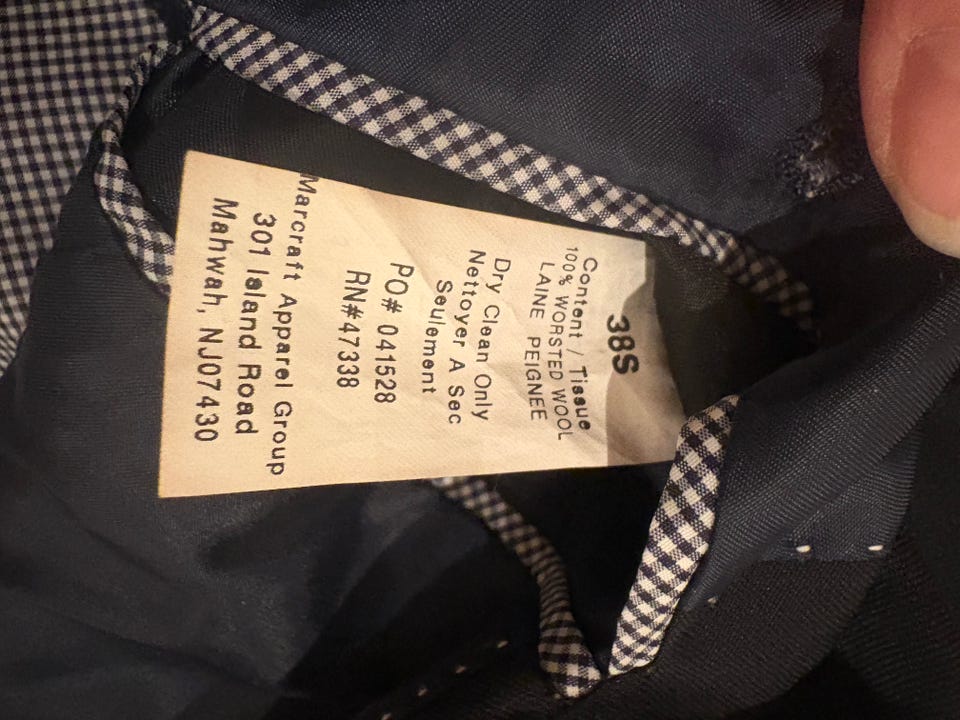 38S
Content / Tissue
100% WORSTED WOOL
LAINE PEIGNEE
Dry Clean Only
Nettoyer A Sec
Seulement
PO# 041528
RN#47338
Marcraft Apparel Group
301 Island Road
Mahwah, NJ07430